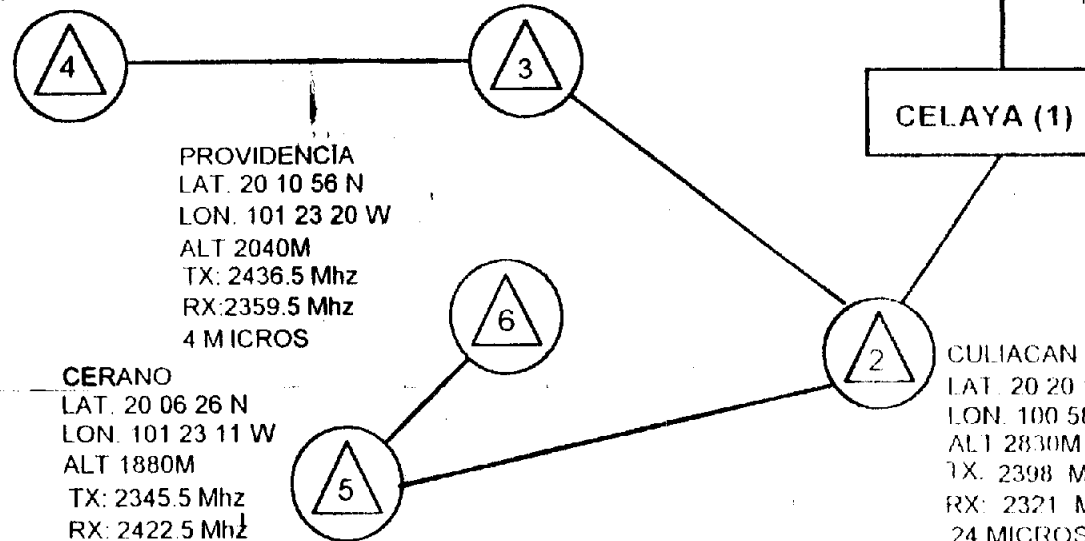 4
3
CELAYA (1)
PROVIDENCIA
LAT. 20 10 56 N
LON. 101 23 20 W
ALT 2040M
TX: 2436.5 Mhz
RX:2359.5 Mhz
4 MICROS
6
2
CERANO
LAT. 20 06 26 N
LON. 101 23 11 W
ALT 1880M
TX: 2345.5 Mhz
RX: 2422.5 Mhz
5
CULIACAN
LAT. 20 20
LON. 100 58
ALT 2830M
TX. 2398 M
RX: 2321 M
24 MICROS